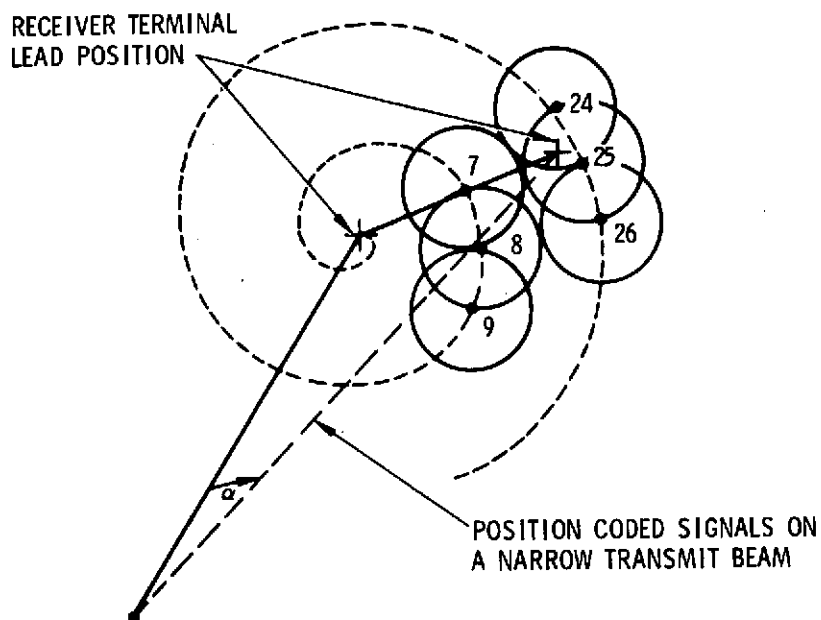 RECEIVER TERMINAL
LEAD POSITION
24
7
25
26
8
9
α
POSITION CODED SIGNALS ON
A NARROW TRANSMIT BEAM